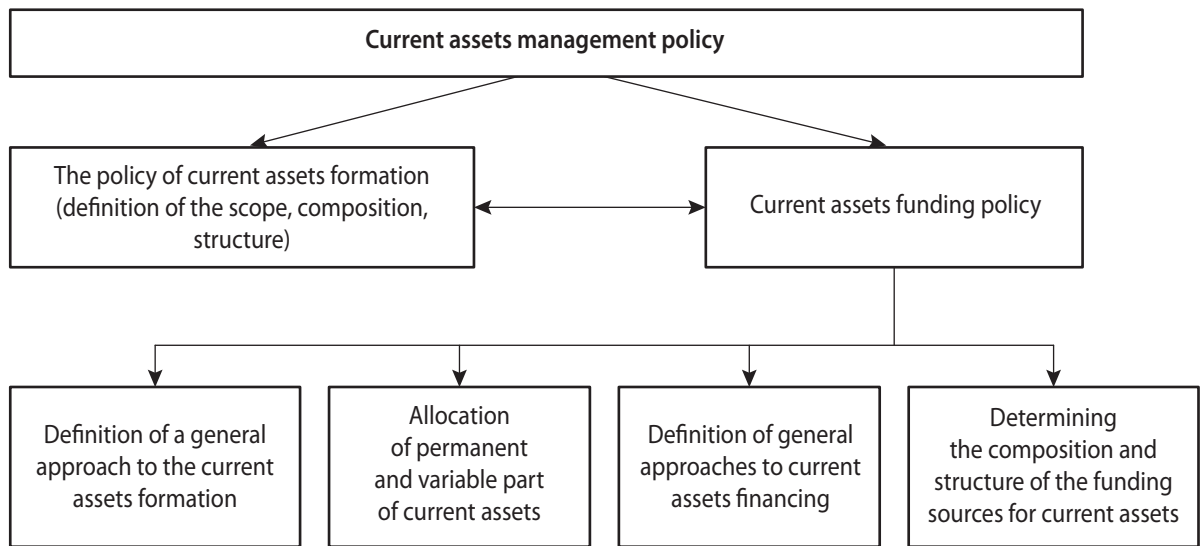 Current assets management policy
The policy of current assets formation
(definition of the scope, composition,
structure)
Current assets funding policy
Definition of a general
approach to the current
assets formation
Allocation
of permanent
and variable part
of current assets
Definition of general
approaches to current
assets financing
Determining
the composition and
structure of the funding
sources for current assets